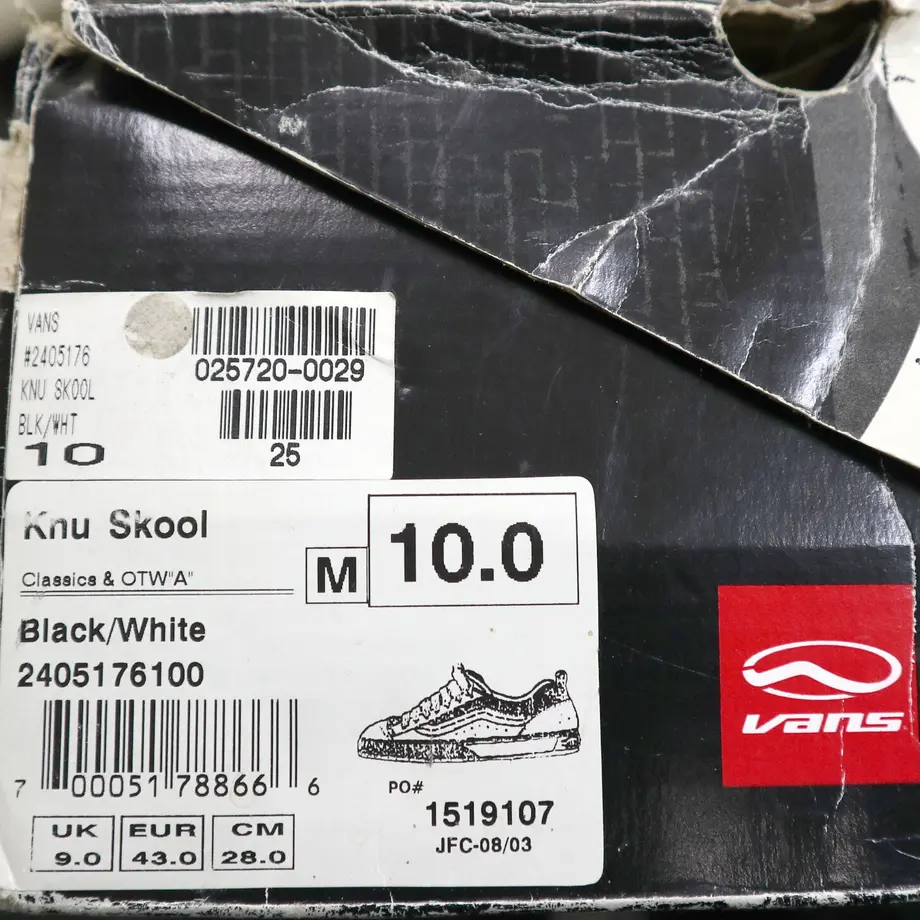 VANS
#2405176
KNU SKOOL
BLK/WHT
10
025720-0029
25
Knu Skool
Classics & OTW"A"
M
10.0
Black/White
2405176100
7 00051 78866 6
PO#
1519107
JFC-08/03
UK
9.0
EUR
43.0
CM
28.0
vans